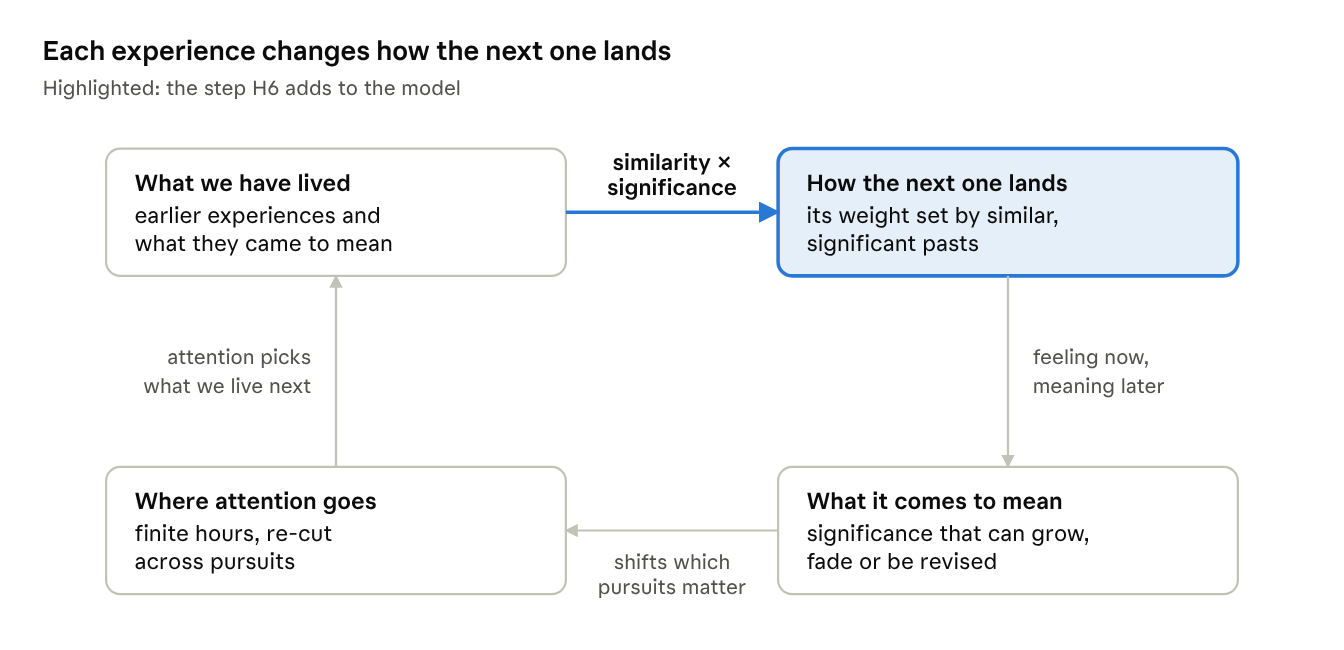 Each experience changes how the next one lands
Highlighted: the step H6 adds to the model
What we have lived
earlier experiences and
what they came to mean
similarity ×
significance
How the next one lands
its weight set by similar,
significant pasts
attention picks
what we live next
feeling now,
meaning later
Where attention goes
finite hours, re-cut
across pursuits
shifts which
pursuits matter
What it comes to mean
significance that can grow,
fade or be revised